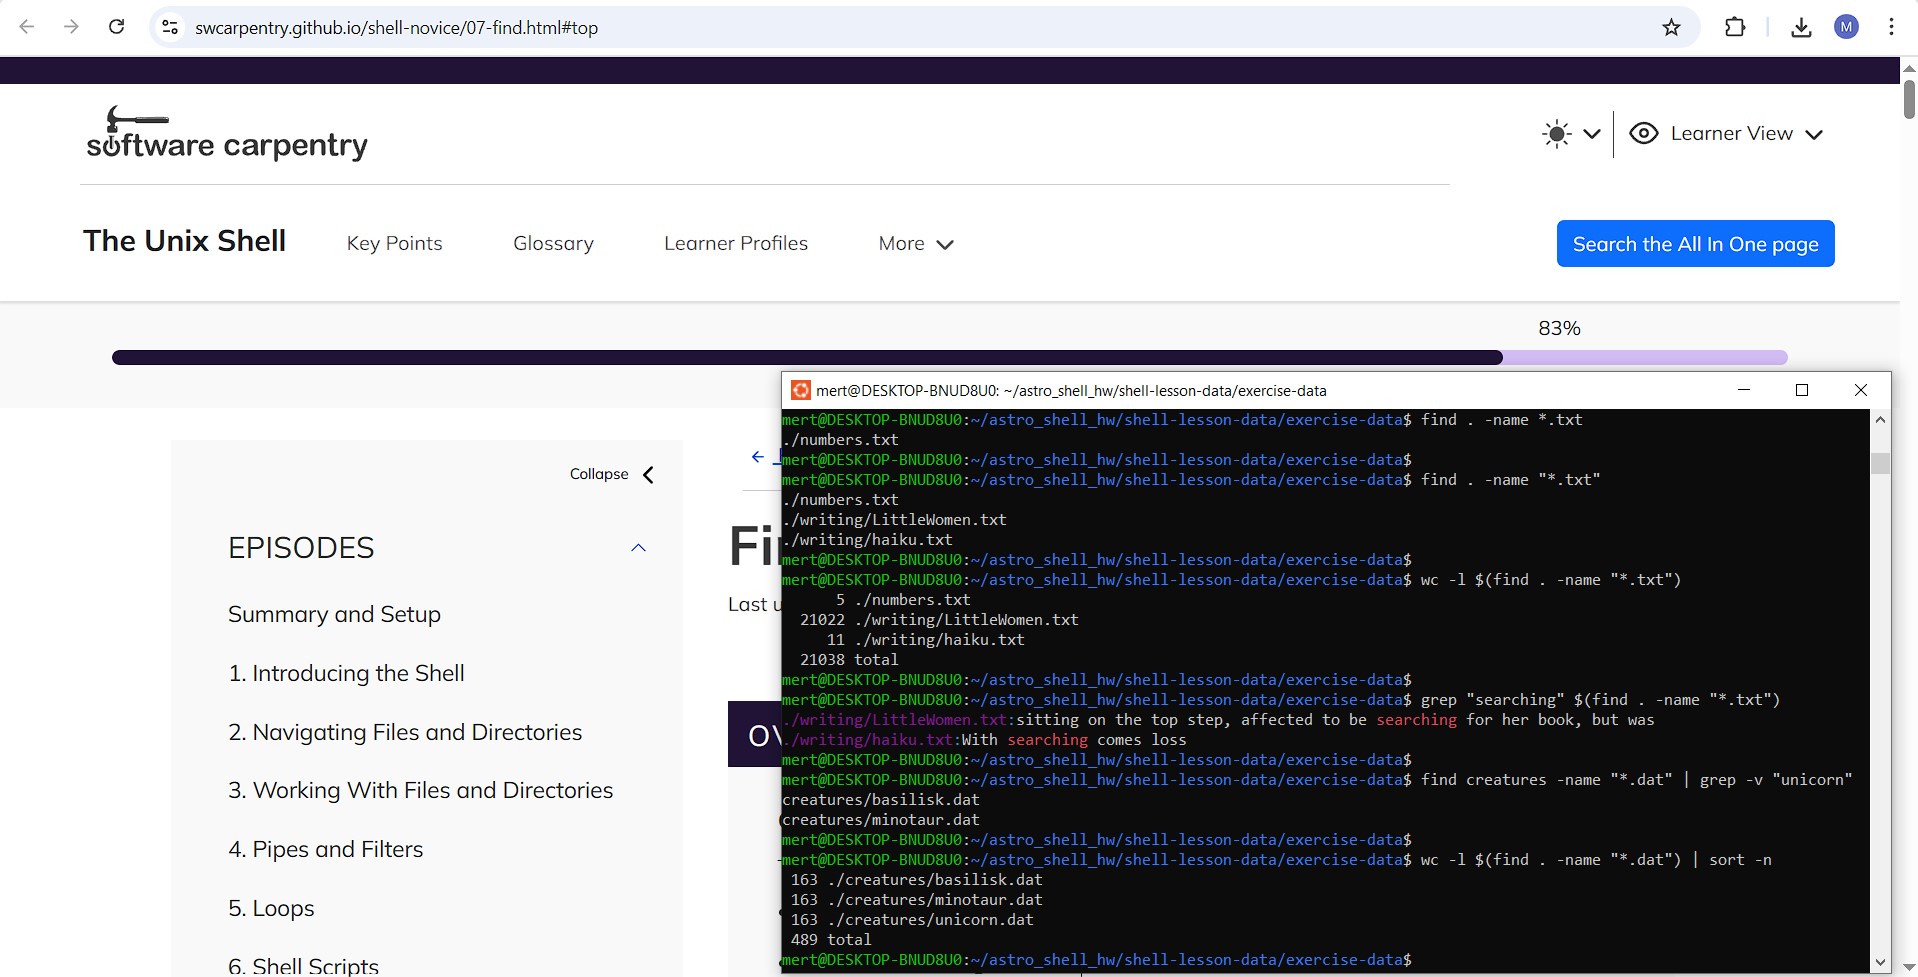 swcarpentry.github.io/shell-novice/07-find.html#top
M
software carpentry
Learner View
The Unix Shell
Key Points
Glossary
Learner Profiles
More
Search the All In One page
83%
Collapse
EPISODES
Summary and Setup
1. Introducing the Shell
2. Navigating Files and Directories
3. Working With Files and Directories
4. Pipes and Filters
5. Loops
6. Shell Scripts
Last
mert@DESKTOP-BNUD8U0: ~/astro_shell_hw/shell-lesson-data/exercise-data
mert@DESKTOP-BNUD8U0:~/astro_shell_hw/shell-lesson-data/exercise-data$ find . -name *.txt
./numbers.txt
mert@DESKTOP-BNUD8U0:~/astro_shell_hw/shell-lesson-data/exercise-data$
mert@DESKTOP-BNUD8U0:~/astro_shell_hw/shell-lesson-data/exercise-data$ find . -name "*.txt"
./numbers.txt
./writing/LittleWomen.txt
./writing/haiku.txt
mert@DESKTOP-BNUD8U0:~/astro_shell_hw/shell-lesson-data/exercise-data$
mert@DESKTOP-BNUD8U0:~/astro_shell_hw/shell-lesson-data/exercise-data$ wc -l $(find . -name "*.txt")
5 ./numbers.txt
21022 ./writing/LittleWomen.txt
11 ./writing/haiku.txt
21038 total
mert@DESKTOP-BNUD8U0:~/astro_shell_hw/shell-lesson-data/exercise-data$
mert@DESKTOP-BNUD8U0:~/astro_shell_hw/shell-lesson-data/exercise-data$ grep "searching" $(find . -name "*.txt")
./writing/LittleWomen.txt:sitting on the top step, affected to be searching for her book, but was
./writing/haiku.txt:With searching comes loss
mert@DESKTOP-BNUD8U0:~/astro_shell_hw/shell-lesson-data/exercise-data$
mert@DESKTOP-BNUD8U0:~/astro_shell_hw/shell-lesson-data/exercise-data$ find creatures -name "*.dat" | grep -v "unicorn"
creatures/basilisk.dat
creatures/minotaur.dat
mert@DESKTOP-BNUD8U0:~/astro_shell_hw/shell-lesson-data/exercise-data$
mert@DESKTOP-BNUD8U0:~/astro_shell_hw/shell-lesson-data/exercise-data$ wc -l $(find . -name "*.dat") | sort -n
163 ./creatures/basilisk.dat
163 ./creatures/minotaur.dat
163 ./creatures/unicorn.dat
489 total
mert@DESKTOP-BNUD8U0:~/astro_shell_hw/shell-lesson-data/exercise-data$